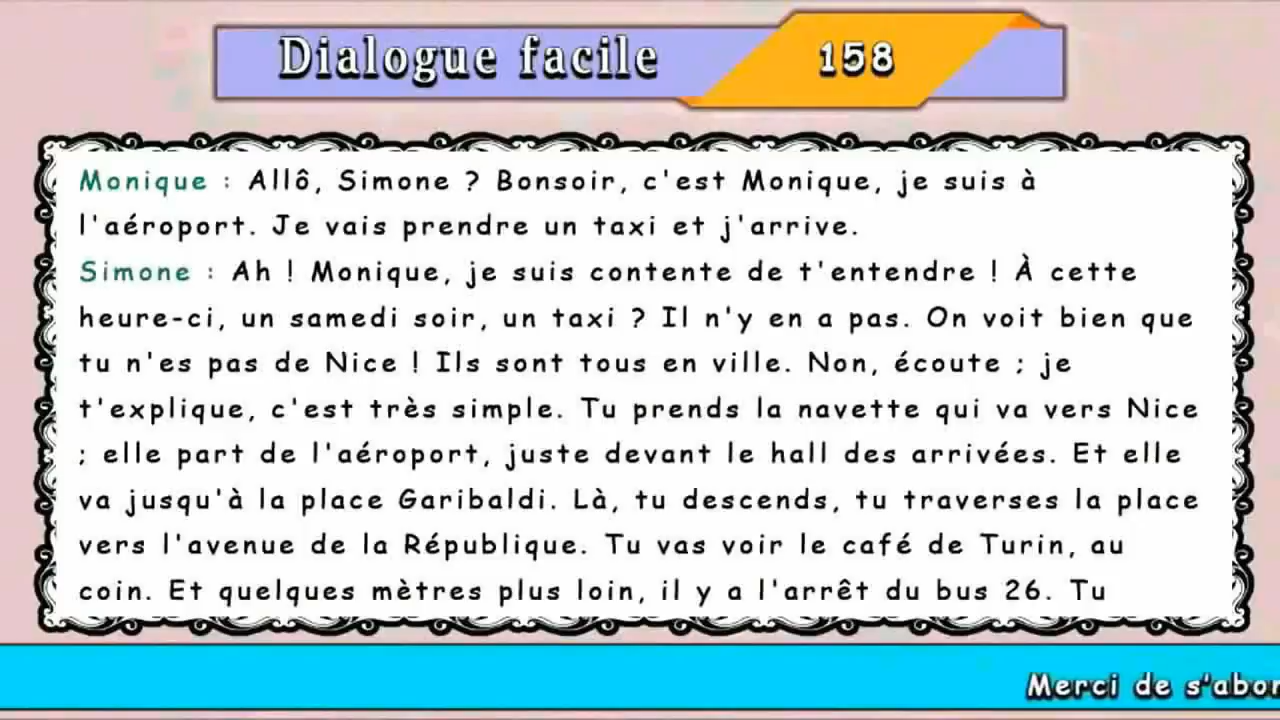 Dialogue facile 158
Monique : Allô, Simone ? Bonsoir, c'est Monique, je suis à
l'aéroport. Je vais prendre un taxi et j'arrive.
Simone : Ah ! Monique, je suis contente de t'entendre ! À cette
heure-ci, un samedi soir, un taxi ? Il n'y en a pas. On voit bien que
tu n'es pas de Nice ! Ils sont tous en ville. Non, écoute ; je
t'explique, c'est très simple. Tu prends la navette qui va vers Nice
; elle part de l'aéroport, juste devant le hall des arrivées. Et elle
va jusqu'à la place Garibaldi. Là, tu descends, tu traverses la place
vers l'avenue de la République. Tu vas voir le café de Turin, au
coin. Et quelques mètres plus loin, il y a l'arrêt du bus 26. Tu
Merci de s'abon